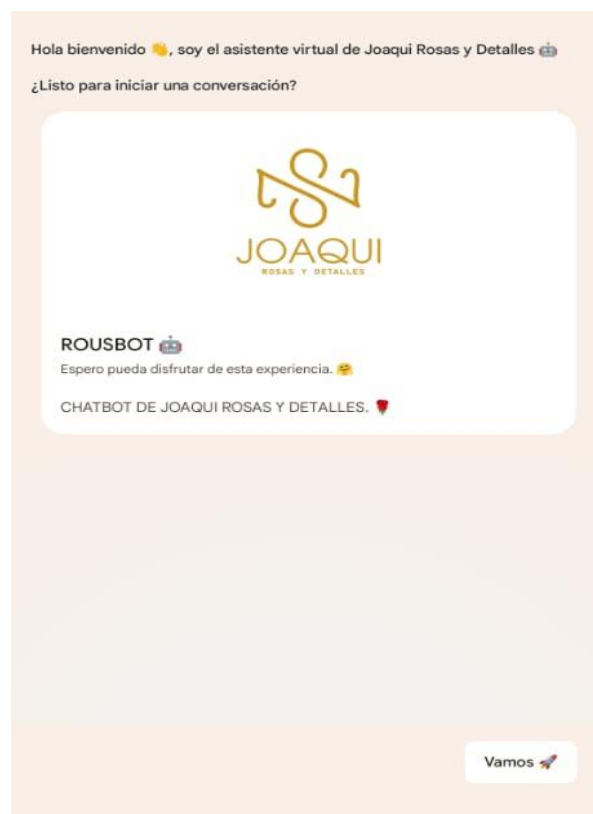 Hola bienvenido 👋, soy el asistente virtual de Joaqui Rosas y Detalles 🤖
¿Listo para iniciar una conversación?
JOAQUI
ROSAS Y DETALLES
ROUSBOT 🤖
Espero pueda disfrutar de esta experiencia. 🤗
CHATBOT DE JOAQUI ROSAS Y DETALLES. 🌹
Vamos 🚀